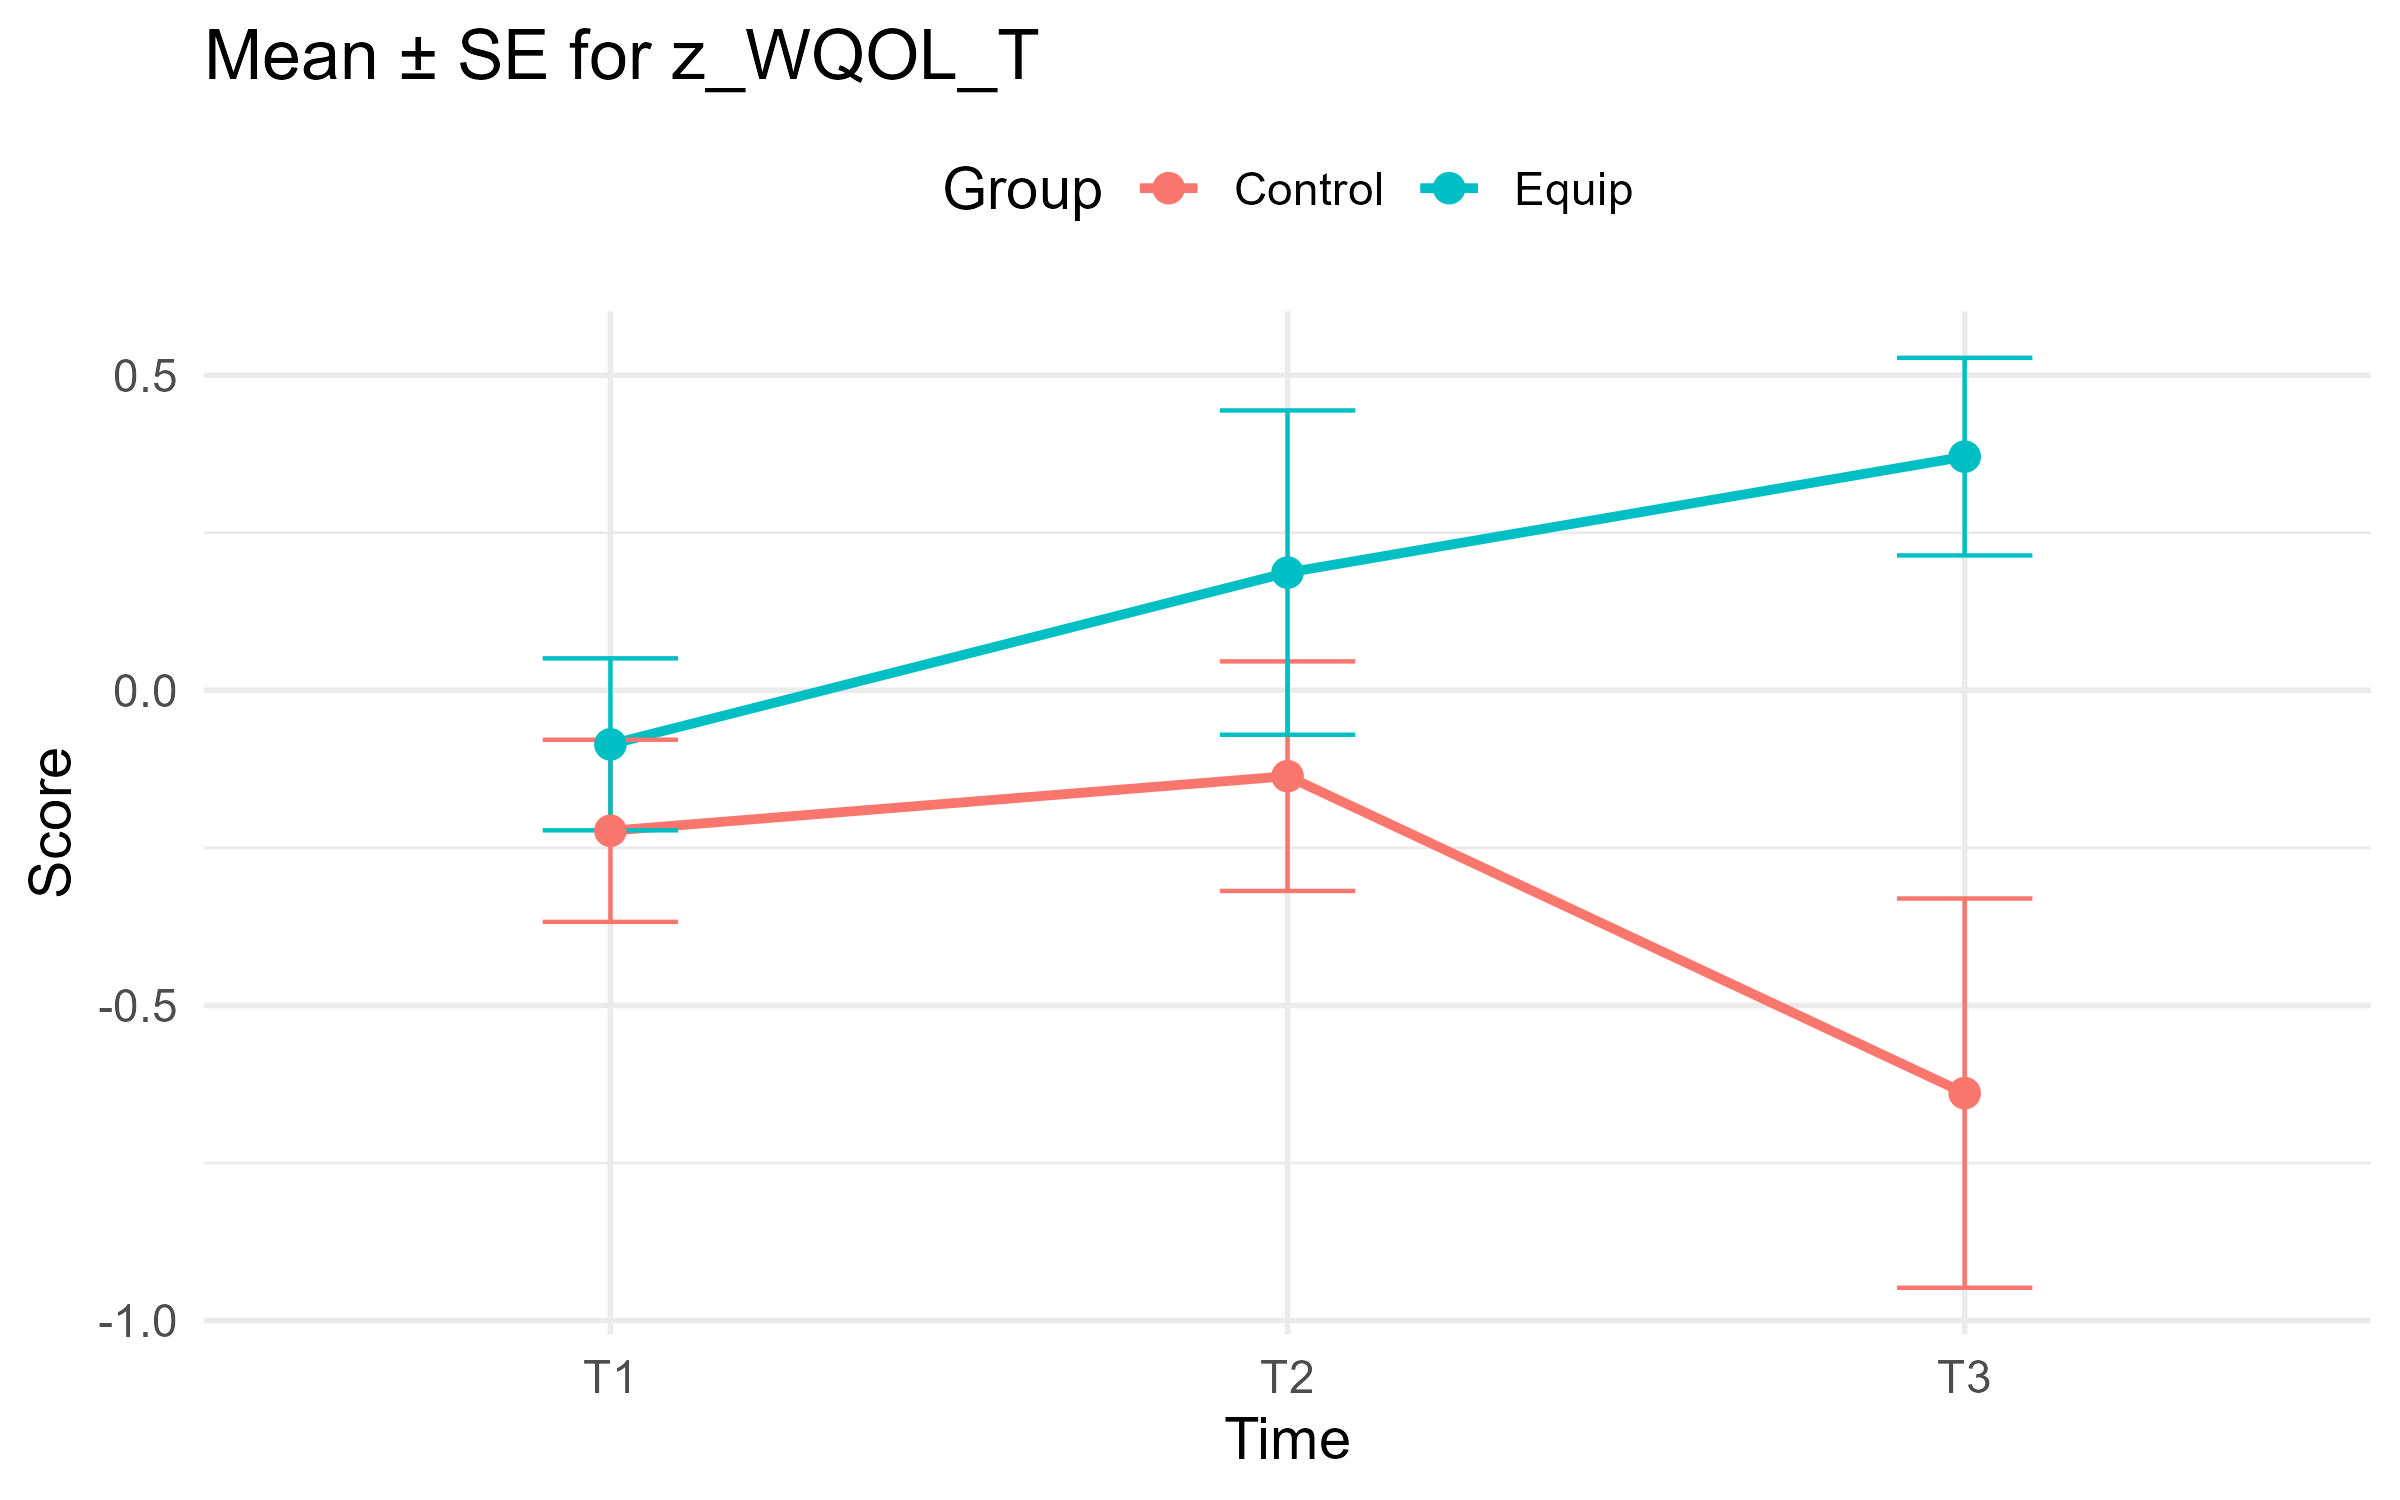 Mean ± SE for z_WQOL_T
Group Control Equip
0.5
0.0
-0.5
-1.0
Score
T1 T2 T3
Time